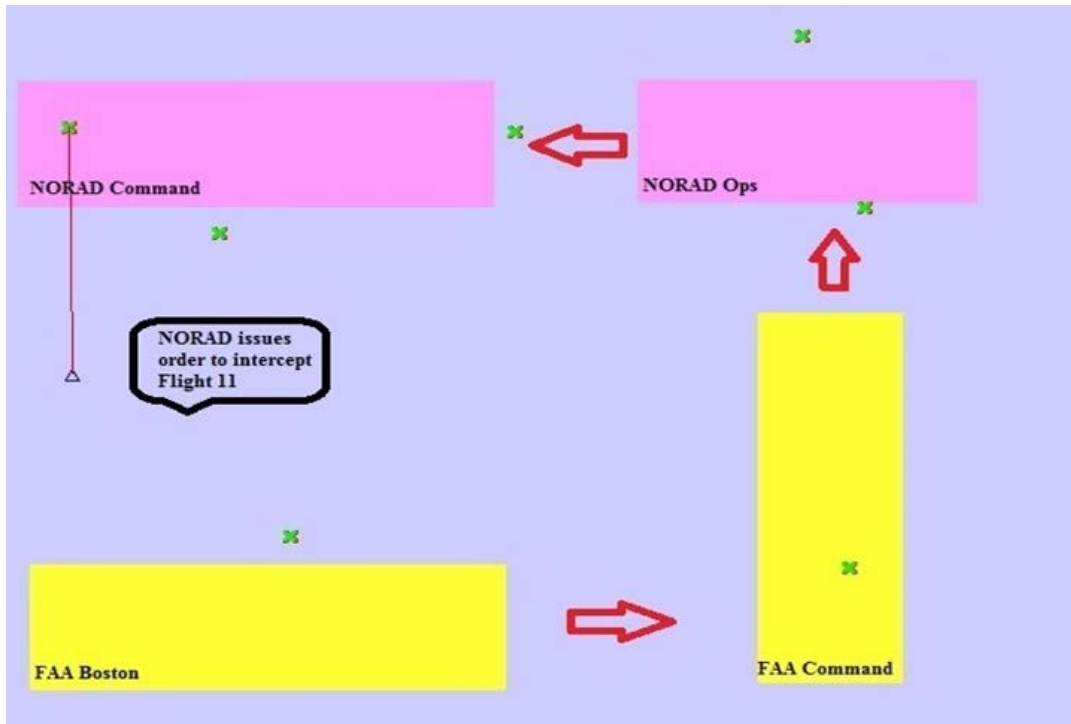 NORAD Command
NORAD Ops
NORAD issues
order to intercept
Flight 11
FAA Boston
FAA Command